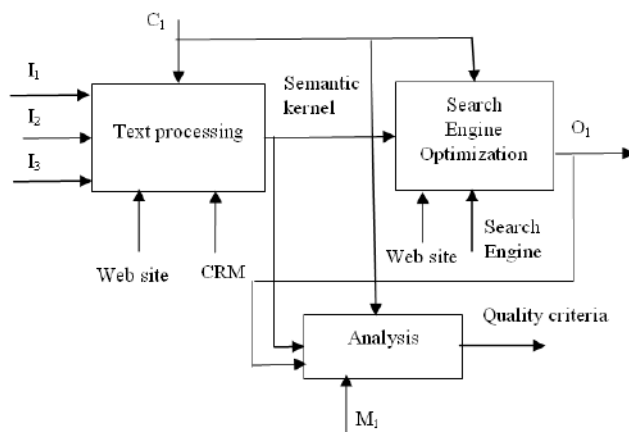 C₁
I₁
I₂
I₃
Text processing
Semantic
kernel
Search
Engine
Optimization
O₁
Web site
CRM
Web site
Search
Engine
Analysis
Quality criteria
M₁